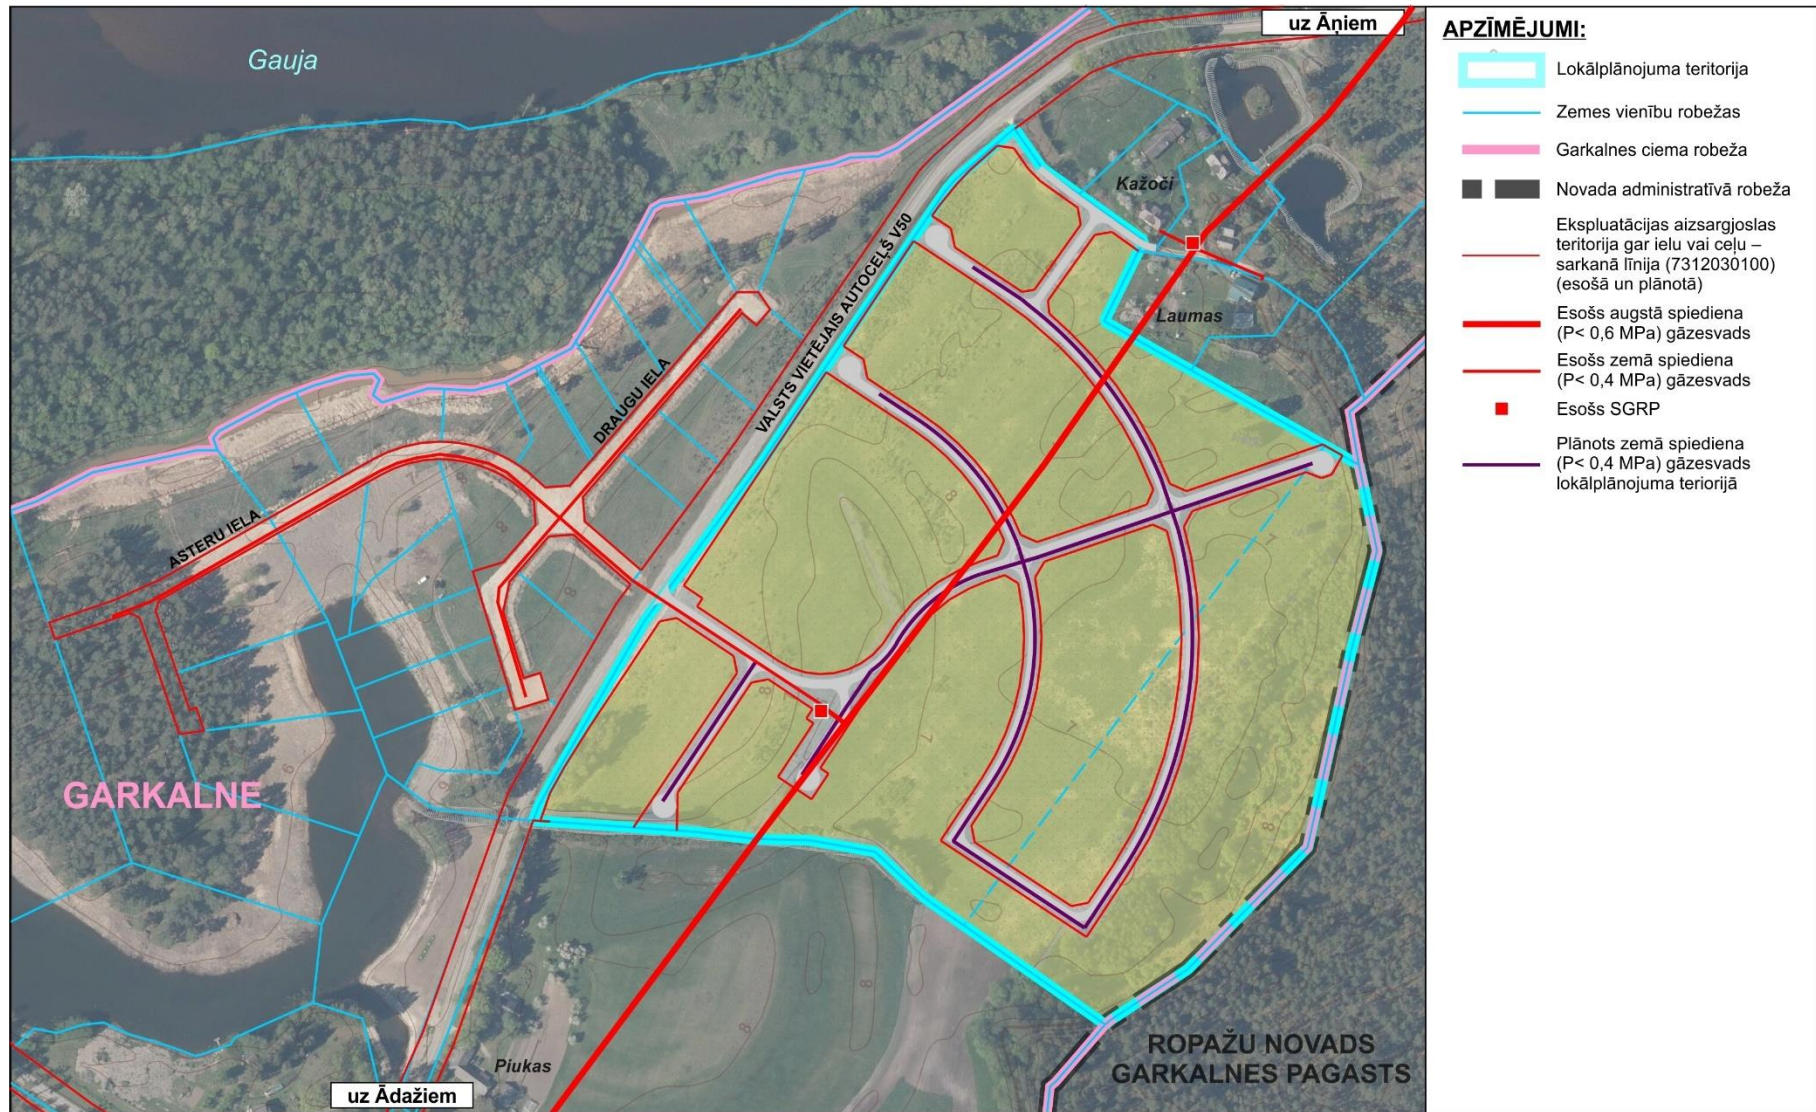 uz Āņiem
Gauja
Kažoči
Laumas
VALSTS VIETĒJAIS AUTOCEĻŠ V50
DRAUGU IELA
ASTERU IELA
GARKALNE
Piukas
uz Ādažiem
ROPAŽU NOVADS
GARKALNES PAGASTS
APZĪMĒJUMI:
Lokālplānojuma teritorija
Zemes vienību robežas
Garkalnes ciema robeža
Novada administratīvā robeža
Ekspluatācijas aizsargjoslas
teritorija gar ielu vai ceļu –
sarkanā līnija (7312030100)
(esošā un plānotā)
Esošs augstā spiediena
(P< 0,6 MPa) gāzesvads
Esošs zemā spiediena
(P< 0,4 MPa) gāzesvads
Esošs SGRP
Plānots zemā spiediena
(P< 0,4 MPa) gāzesvads
lokālplānojuma teriorijā